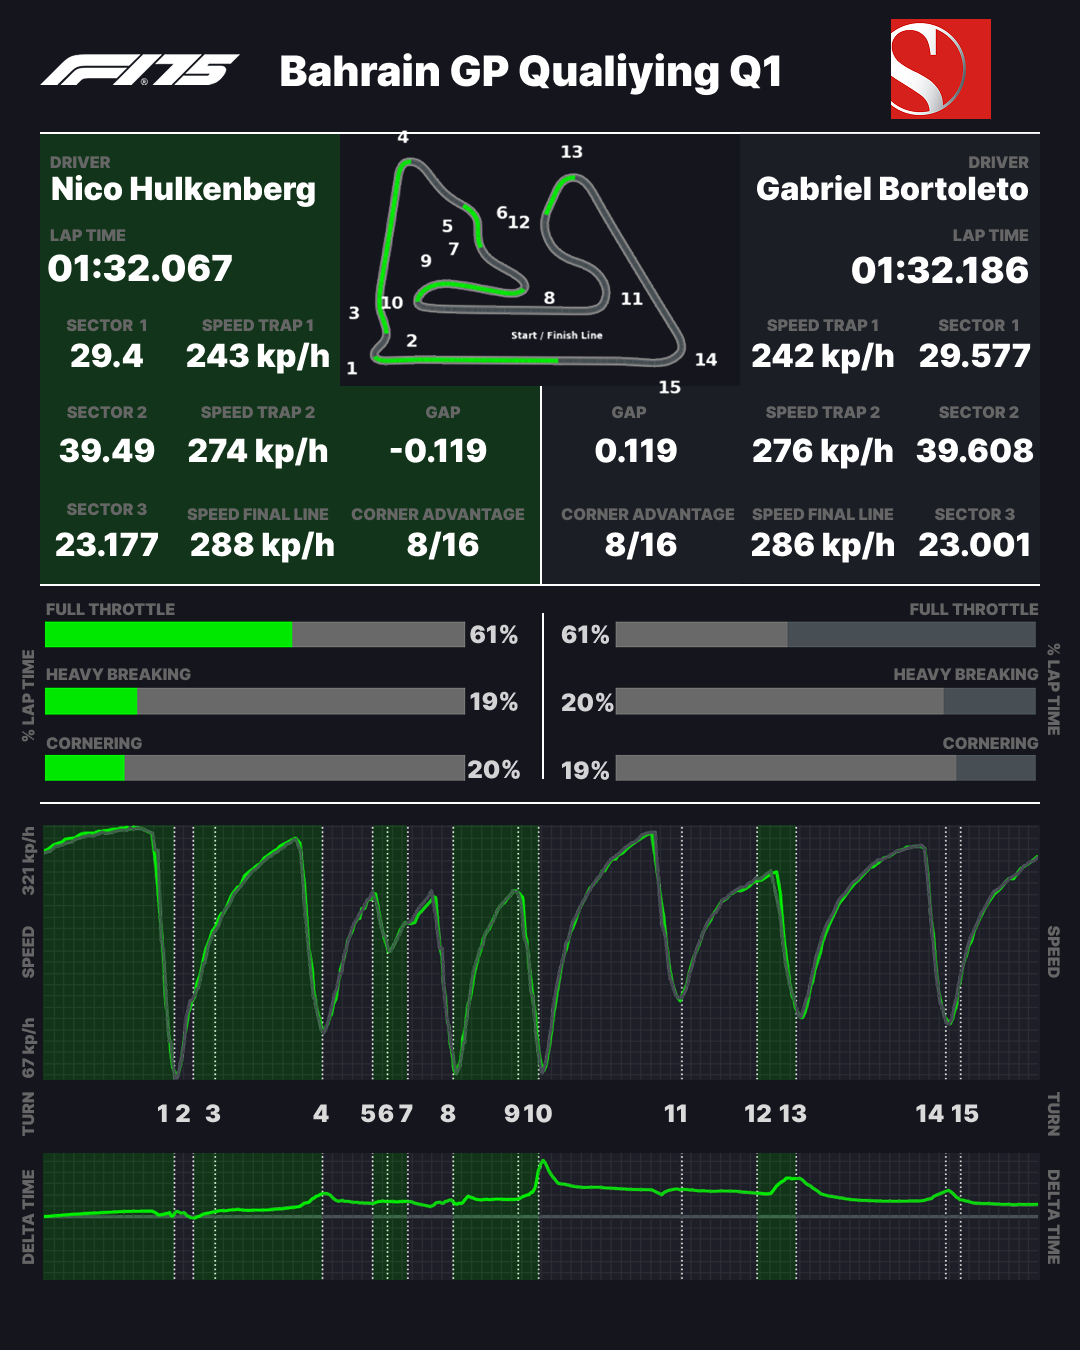 F1 75
Bahrain GP Qualiying Q1
S
DRIVER
Nico Hulkenberg
LAP TIME
01:32.067
SECTOR 1
29.4
SPEED TRAP 1
243 kp/h
SECTOR 2
39.49
SPEED TRAP 2
274 kp/h
GAP
-0.119
SECTOR 3
23.177
SPEED FINAL LINE
288 kp/h
CORNER ADVANTAGE
8/16
4
13
6
12
5
7
9
10
8
11
3
Start / Finish Line
2
1
14
15
DRIVER
Gabriel Bortoleto
LAP TIME
01:32.186
SPEED TRAP 1
242 kp/h
SECTOR 1
29.577
GAP
0.119
SPEED TRAP 2
276 kp/h
SECTOR 2
39.608
CORNER ADVANTAGE
8/16
SPEED FINAL LINE
286 kp/h
SECTOR 3
23.001
% LAP TIME
FULL THROTTLE
61%
HEAVY BREAKING
19%
CORNERING
20%
FULL THROTTLE
61%
HEAVY BREAKING
20%
CORNERING
19%
% LAP TIME
321 kp/h
SPEED
67 kp/h
SPEED
TURN
1 2 3 4 5 6 7 8 9 10 11 12 13 14 15
TURN
DELTA TIME
DELTA TIME